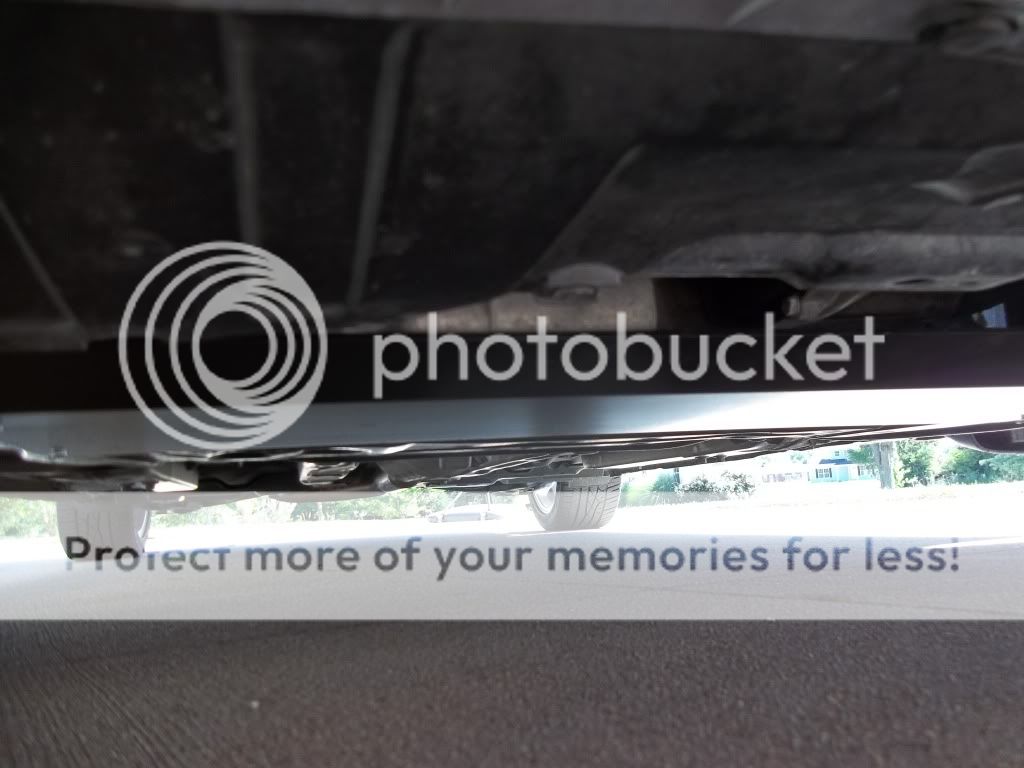 photobucket
Protect more of your memories for less!